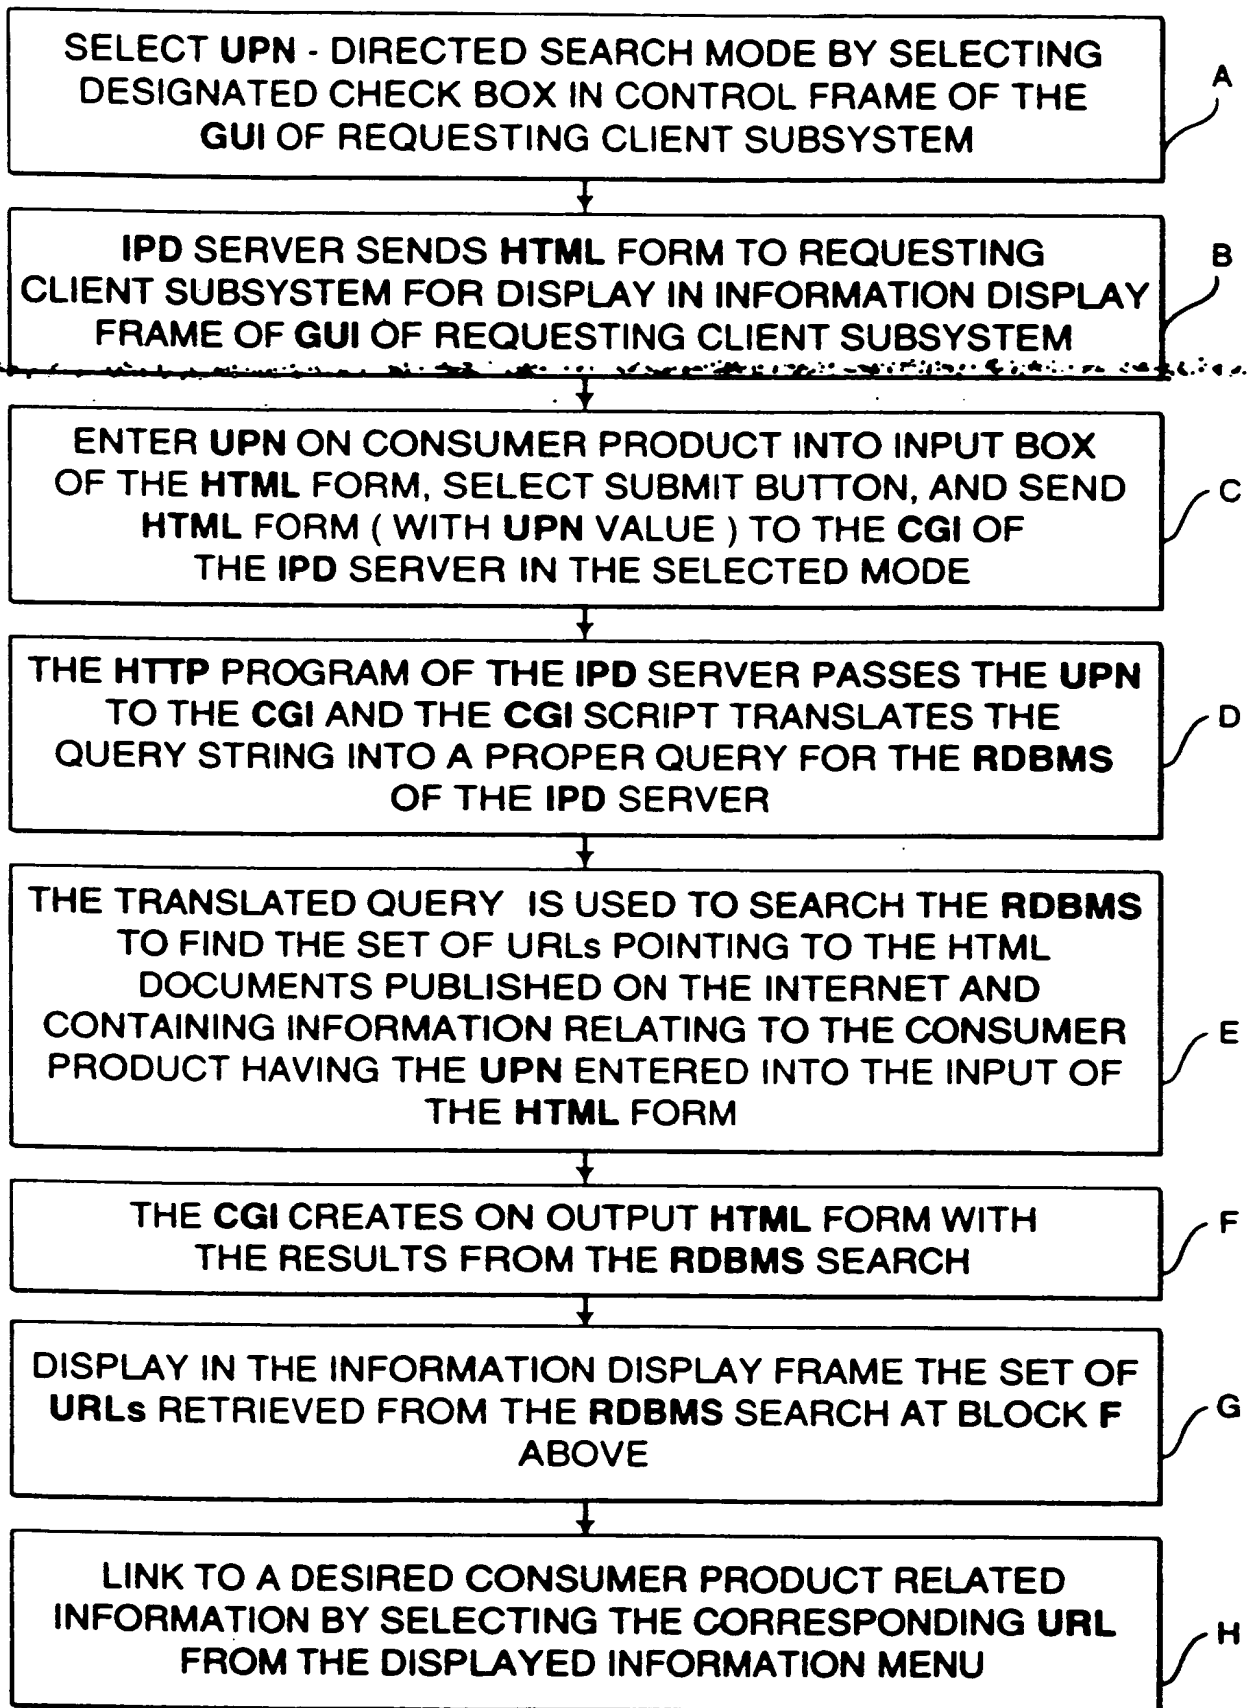 SELECT UPN - DIRECTED SEARCH MODE BY SELECTING
DESIGNATED CHECK BOX IN CONTROL FRAME OF THE
GUI OF REQUESTING CLIENT SUBSYSTEM
A
IPD SERVER SENDS HTML FORM TO REQUESTING
CLIENT SUBSYSTEM FOR DISPLAY IN INFORMATION DISPLAY
FRAME OF GUI OF REQUESTING CLIENT SUBSYSTEM
B
ENTER UPN ON CONSUMER PRODUCT INTO INPUT BOX
OF THE HTML FORM, SELECT SUBMIT BUTTON, AND SEND
HTML FORM ( WITH UPN VALUE ) TO THE CGI OF
THE IPD SERVER IN THE SELECTED MODE
C
THE HTTP PROGRAM OF THE IPD SERVER PASSES THE UPN
TO THE CGI AND THE CGI SCRIPT TRANSLATES THE
QUERY STRING INTO A PROPER QUERY FOR THE RDBMS
OF THE IPD SERVER
D
THE TRANSLATED QUERY IS USED TO SEARCH THE RDBMS
TO FIND THE SET OF URLs POINTING TO THE HTML
DOCUMENTS PUBLISHED ON THE INTERNET AND
CONTAINING INFORMATION RELATING TO THE CONSUMER
PRODUCT HAVING THE UPN ENTERED INTO THE INPUT OF
THE HTML FORM
E
THE CGI CREATES ON OUTPUT HTML FORM WITH
THE RESULTS FROM THE RDBMS SEARCH
F
DISPLAY IN THE INFORMATION DISPLAY FRAME THE SET OF
URLs RETRIEVED FROM THE RDBMS SEARCH AT BLOCK F
ABOVE
G
LINK TO A DESIRED CONSUMER PRODUCT RELATED
INFORMATION BY SELECTING THE CORRESPONDING URL
FROM THE DISPLAYED INFORMATION MENU
H